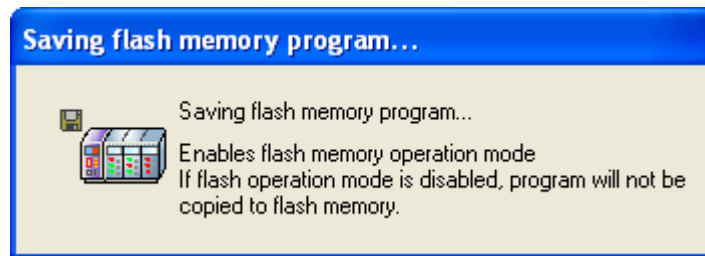 Saving flash memory program...
Saving flash memory program...
Enables flash memory operation mode
If flash operation mode is disabled, program will not be
copied to flash memory.